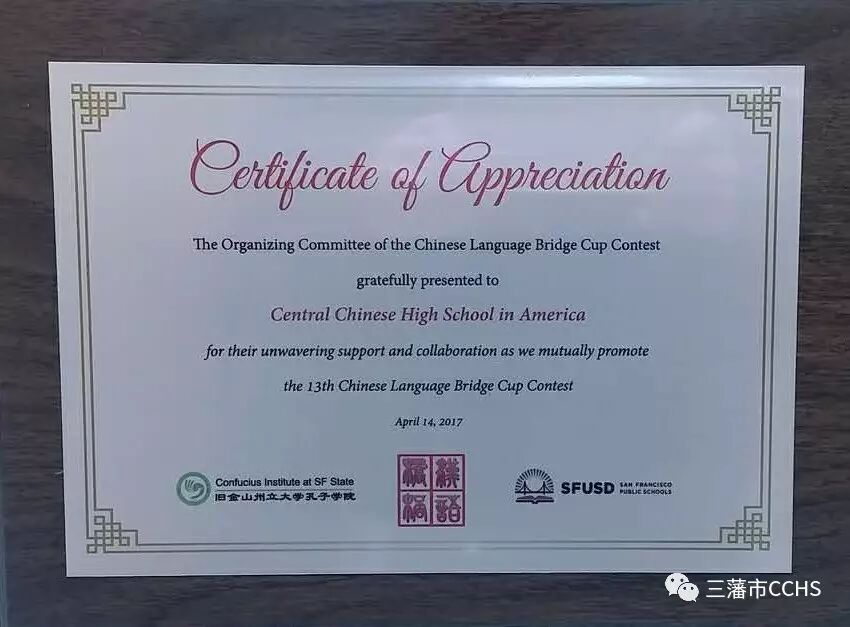 Certificate of Appreciation
The Organizing Committee of the Chinese Language Bridge Cup Contest
gratefully presented to
Central Chinese High School in America
for their unwavering support and collaboration as we mutually promote
the 13th Chinese Language Bridge Cup Contest
April 14, 2017
Confucius Institute at SF State
旧金山州立大学孔子学院
SFUSD
SAN FRANCISCO
PUBLIC SCHOOLS
三藩市CCHS